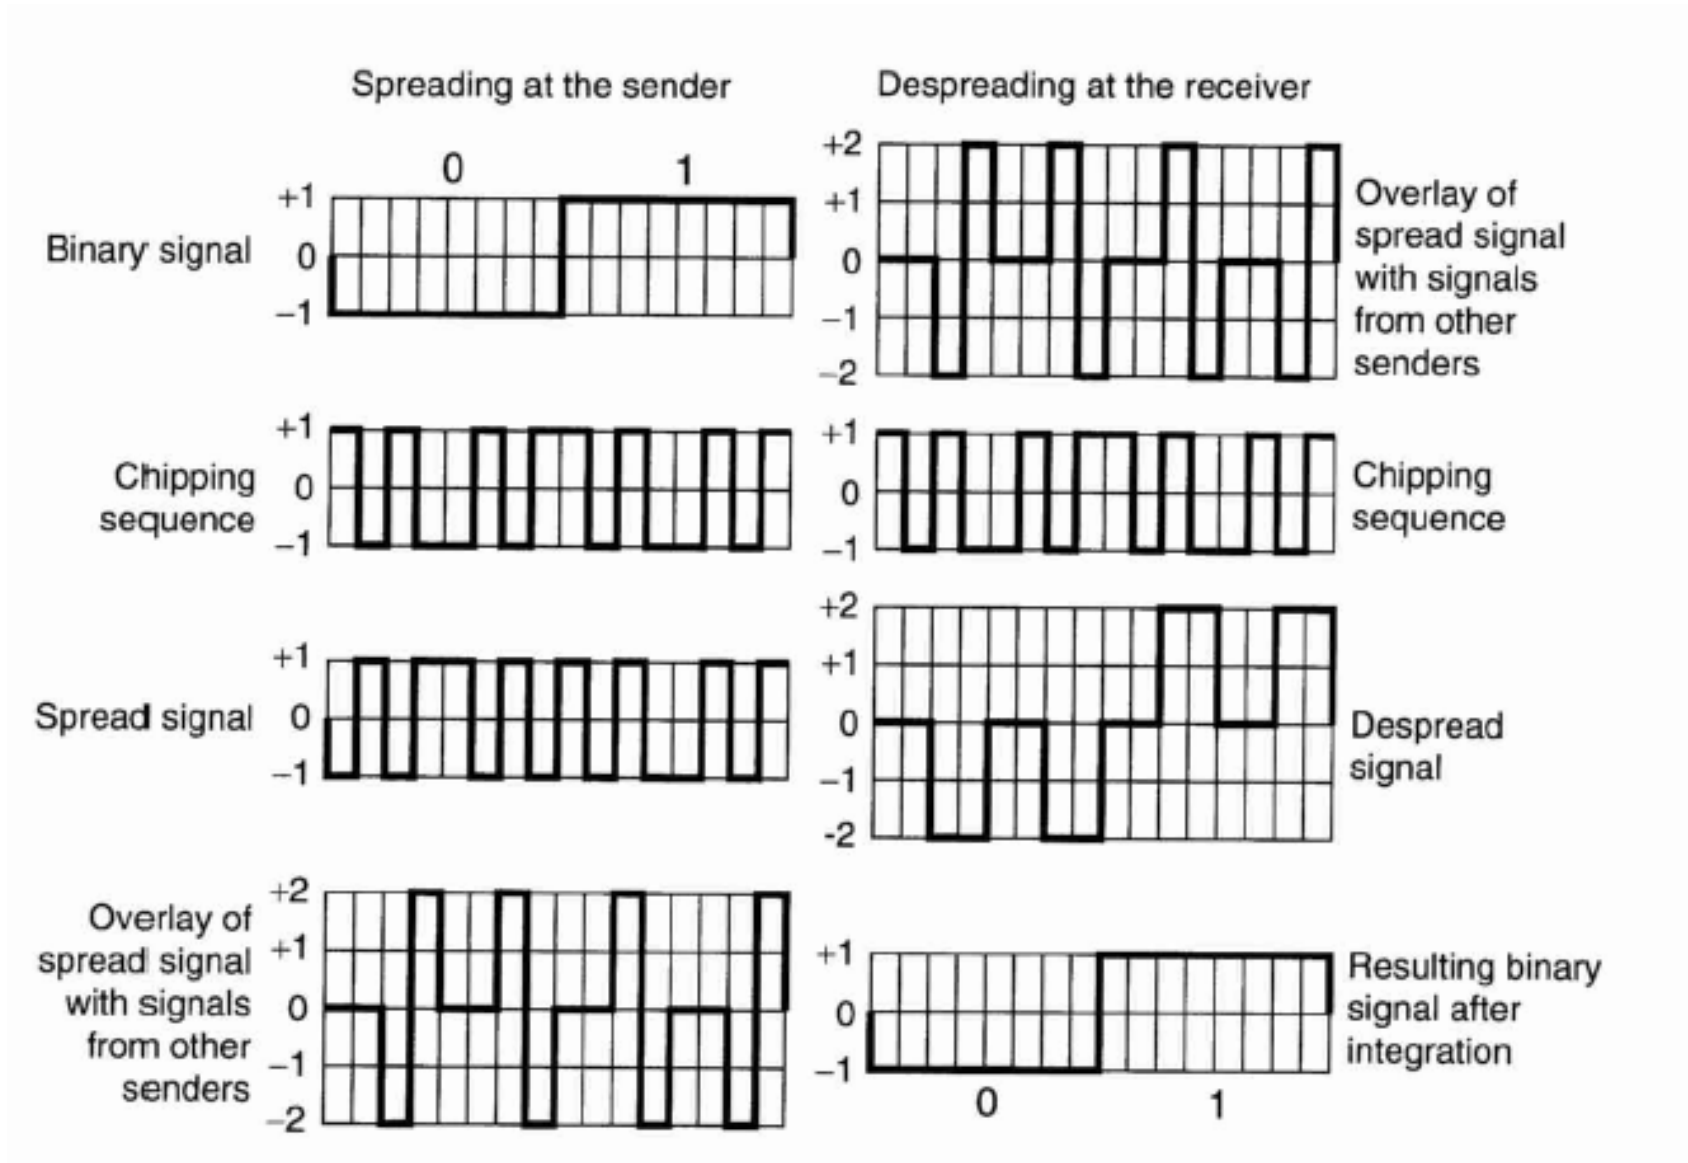 Spreading at the sender
0 1
Binary signal
+1
0
−1
Chipping
sequence
+1
0
−1
Spread signal
+1
0
−1
Overlay of
spread signal
with signals
from other
senders
+2
+1
0
−1
−2
Despreading at the receiver
+2
+1
0
−1
−2
Overlay of
spread signal
with signals
from other
senders
+1
0
−1
Chipping
sequence
+2
+1
0
−1
-2
Despread
signal
+1
0
−1
Resulting binary
signal after
integration
0 1